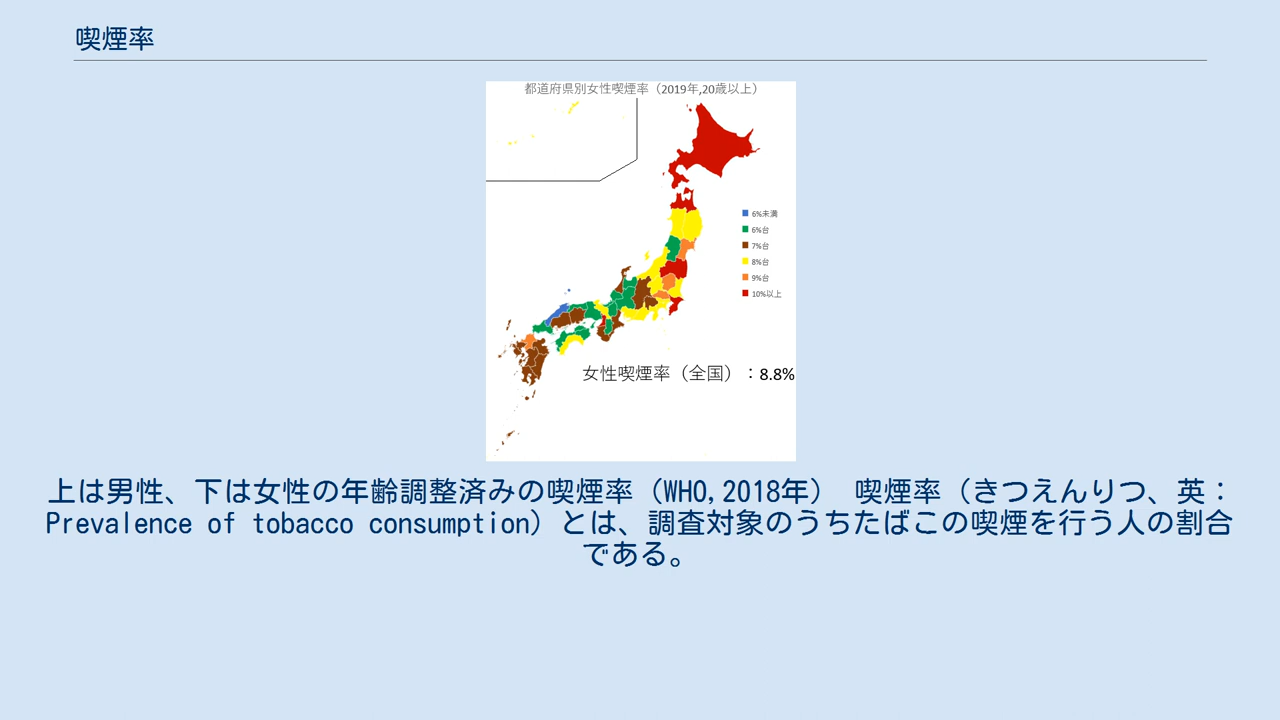 喫煙率
都道府県別女性喫煙率（2019年,20歳以上）
6%未満
6%台
7%台
8%台
9%台
10%以上
女性喫煙率（全国）：8.8%
上は男性、下は女性の年齢調整済みの喫煙率（WHO,2018年） 喫煙率（きつえんりつ、英：
Prevalence of tobacco consumption）とは、調査対象のうちたばこの喫煙を行う人の割合
である。